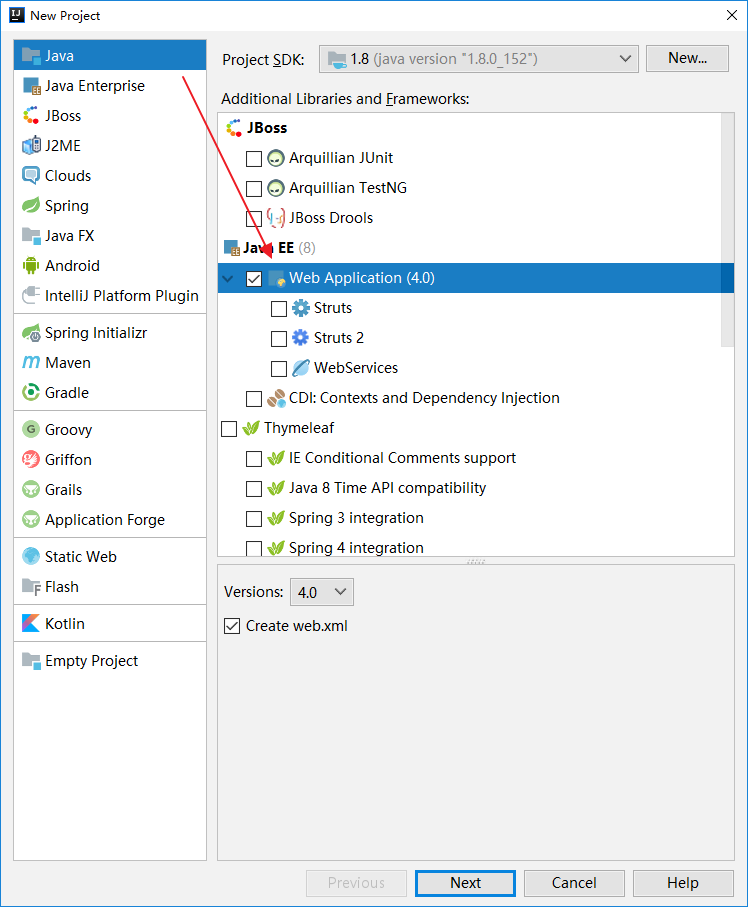 New Project
Java
Java Enterprise
JBoss
J2ME
Clouds
Spring
Java FX
Android
IntelliJ Platform Plugin
Spring Initializr
Maven
Gradle
Groovy
Griffon
Grails
Application Forge
Static Web
Flash
Kotlin
Empty Project
Project SDK: 1.8 (java version "1.8.0_152") New...
Additional Libraries and Frameworks:
JBoss
Arquillian JUnit
Arquillian TestNG
JBoss Drools
Java EE (8)
Web Application (4.0)
Struts
Struts 2
WebServices
CDI: Contexts and Dependency Injection
Thymeleaf
IE Conditional Comments support
Java 8 Time API compatibility
Spring 3 integration
Spring 4 integration
Versions: 4.0
Create web.xml
Previous Next Cancel Help